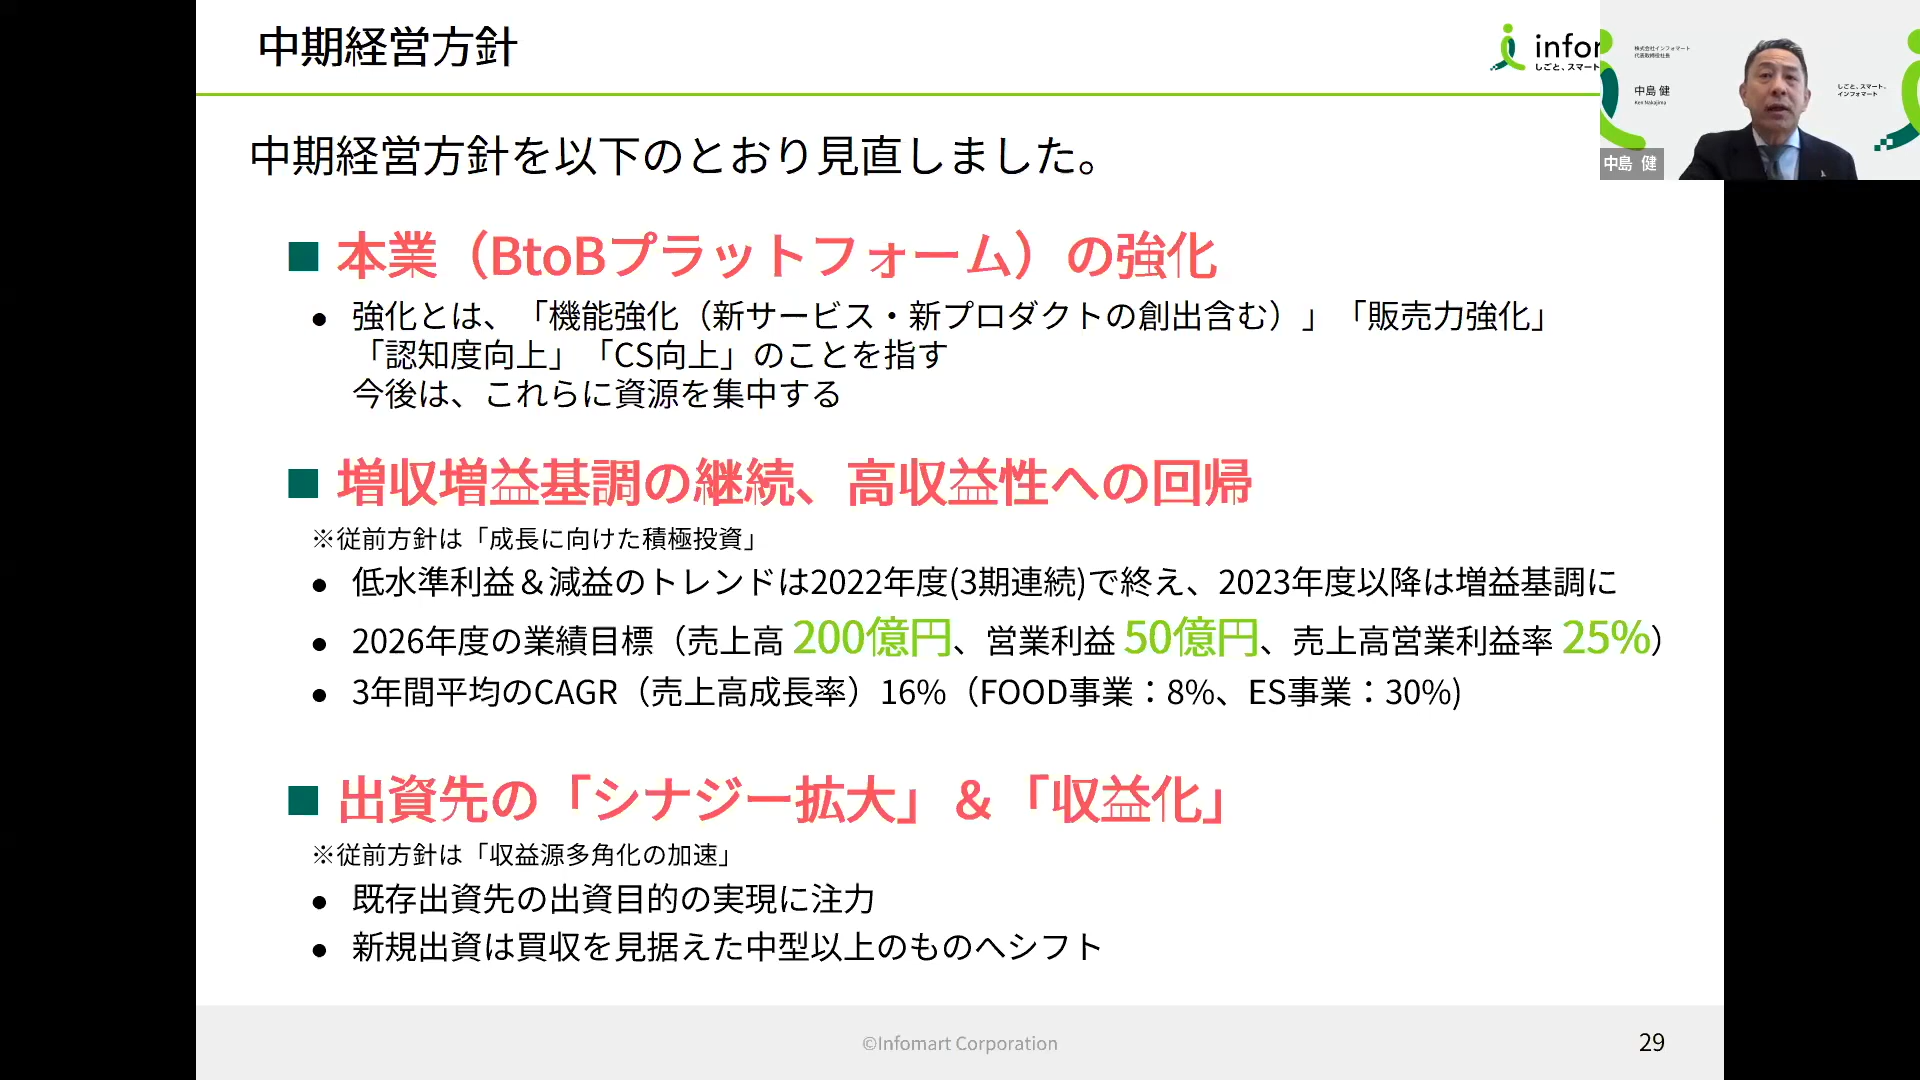 中期経営方針
infor
しごと、スマート
株式会社インフォマート
代表取締役社長
中島 健
Ken Nakajima
しごと、スマート。
インフォマート
中島 健
中期経営方針を以下のとおり見直しました。
■ 本業（BtoBプラットフォーム）の強化
● 強化とは、「機能強化（新サービス・新プロダクトの創出含む）」「販売力強化」
「認知度向上」「CS向上」のことを指す
今後は、これらに資源を集中する
■ 増収増益基調の継続、高収益性への回帰
※従前方針は「成長に向けた積極投資」
● 低水準利益＆減益のトレンドは2022年度(3期連続)で終え、2023年度以降は増益基調に
● 2026年度の業績目標（売上高 200億円、営業利益 50億円、売上高営業利益率 25%）
● 3年間平均のCAGR（売上高成長率）16%（FOOD事業：8%、ES事業：30%)
■ 出資先の「シナジー拡大」＆「収益化」
※従前方針は「収益源多角化の加速」
● 既存出資先の出資目的の実現に注力
● 新規出資は買収を見据えた中型以上のものへシフト
©Infomart Corporation
29